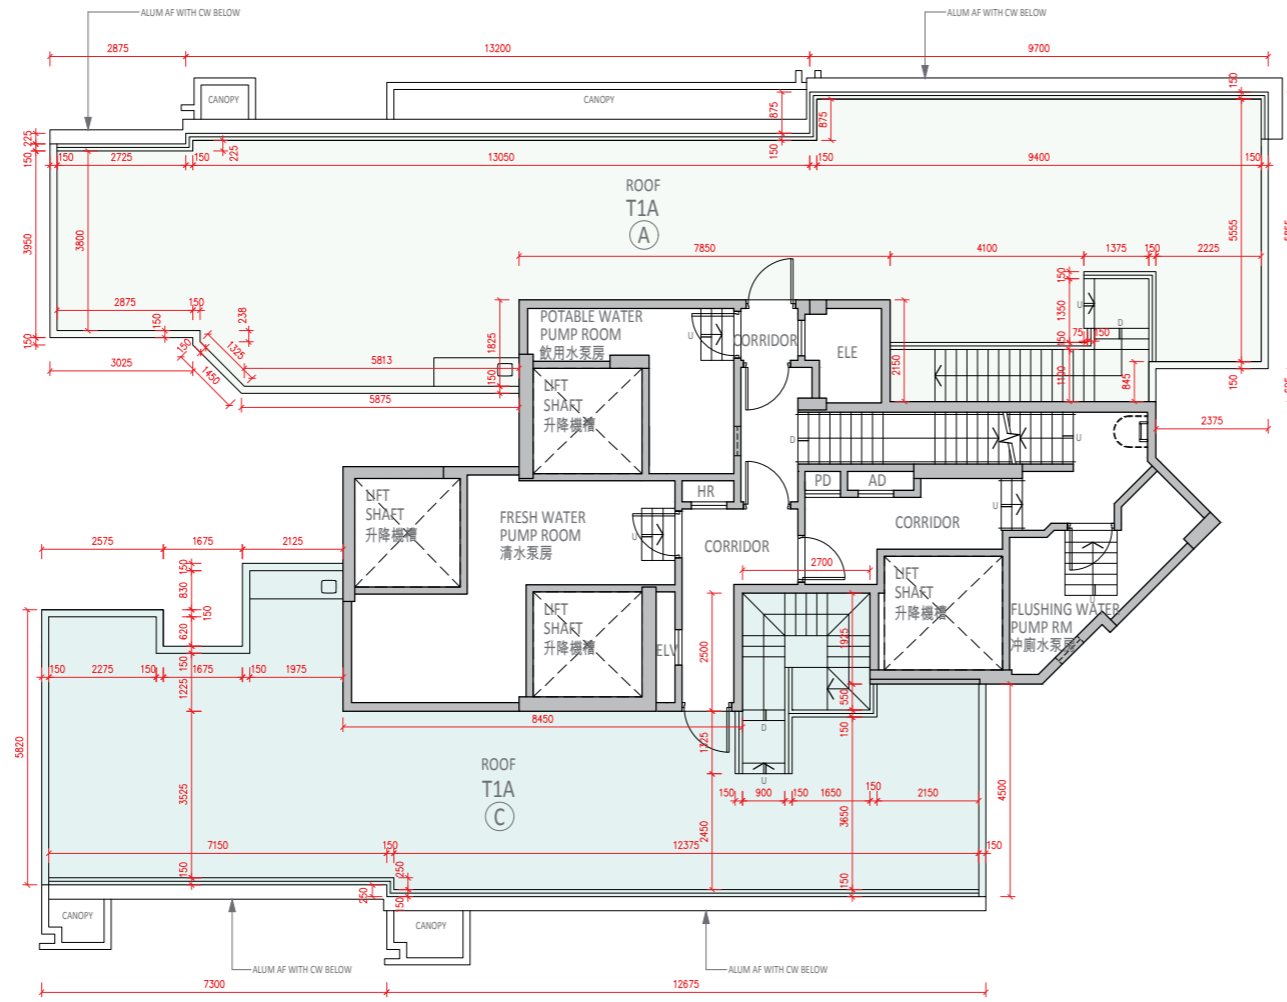 ALUM AF WITH CW BELOW
ALUM AF WITH CW BELOW
2875
13200
9700
CANOPY
CANOPY
150
875
875
225
150
150
2725
150
225
13050
150
150
9400
150
ROOF
T1A
A
3950
3800
5555
7850
4100
1375
150
2225
2875
150
238
150
150
150
1325
1450
3025
5813
5875
1825
150
POTABLE WATER
PUMP ROOM
飲用水泵房
U
CORRIDOR
ELE
2150
1350
U
D
150
75
150
1100
845
150
2375
LIFT
SHAFT
升降機槽
D
U
LIFT
SHAFT
升降機槽
HR
PD
AD
FRESH WATER
PUMP ROOM
清水泵房
U
CORRIDOR
CORRIDOR
U
2700
2575
1675
2125
150
830
150
620
150
LIFT
SHAFT
升降機槽
ELV
2500
1925
550
LIFT
SHAFT
升降機槽
FLUSHING WATER
PUMP RM
冲廁水泵房
U
150
2275
150
1675
150
1975
1225
5820
8450
1325
D
150
U
ROOF
T1A
C
3525
150
900
150
1650
150
2150
2450
3650
4500
7150
150
12375
150
150
250
250
150
150
CANOPY
CANOPY
ALUM AF WITH CW BELOW
ALUM AF WITH CW BELOW
7300
12675